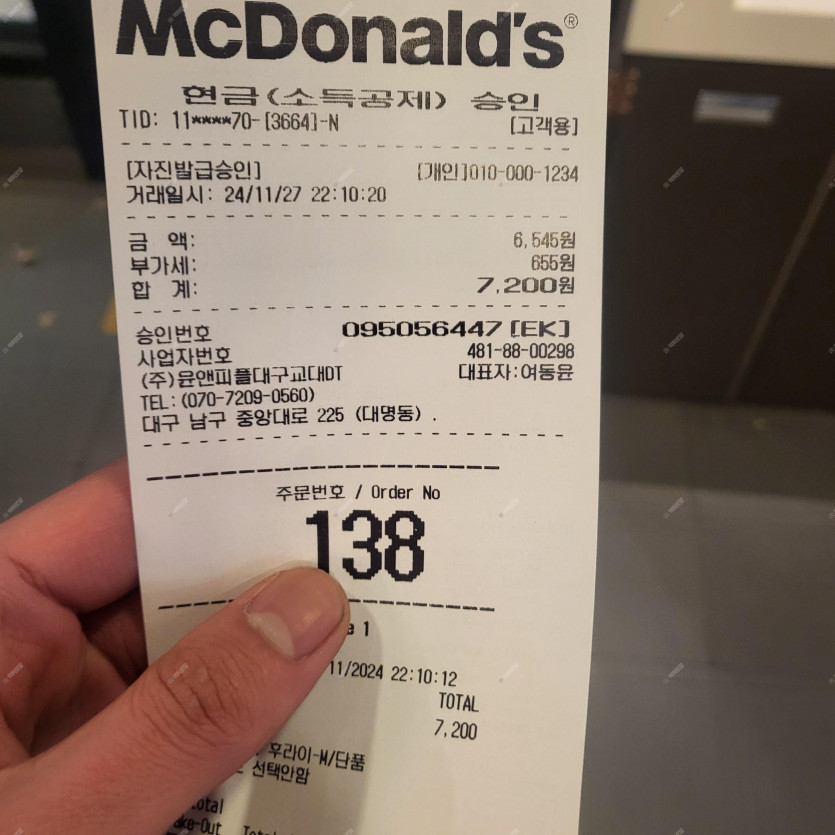 McDonald's®
현금(소득공제) 승인
TID: 11****70-[3664]-N [고객용]
[자진발급승인] [개인]010-000-1234
거래일시: 24/11/27 22:10:20
금 액: 6,545원
부가세: 655원
합 계: 7,200원
승인번호 095056447[EK]
사업자번호 481-88-00298
(주)윤앤피플대구교대DT 대표자:여동윤
TEL:(070-7209-0560)
대구 남구 중앙대로 225 (대명동) .
주문번호 / Order No
138
1
11/2024 22:10:12
TOTAL
7,200
후라이-M/단품
선택안함